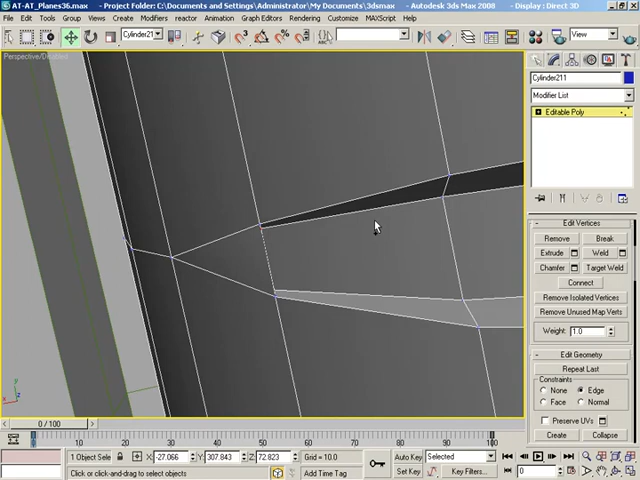 AT-AT_Planes36.max - Project Folder: C:\Documents and Settings\Administrator\My Documents\3dsmax - Autodesk 3ds Max 2008 - Display : Direct 3D
File Edit Tools Group Views Create Modifiers reactor Animation Graph Editors Rendering Customize MAXScript Help
Cylinder21
View
Perspective/Disabled
Cylinder211
Modifier List
Editable Poly
Edit Vertices
Remove Break
Extrude Weld
Chamfer Target Weld
Connect
Remove Isolated Vertices
Remove Unused Map Verts
Weight: 1.0
Edit Geometry
Repeat Last
Constraints
None Edge
Face Normal
Preserve UVs
Create Collapse
0 / 100
0 10 20 30 40 50 60 70 80 90 100
1 Object Sele X: -27.066 Y: 307.843 Z: 72.823 Grid = 10.0 Auto Key Selected
Click or click-and-drag to select objects Add Time Tag Set Key Key Filters... 0